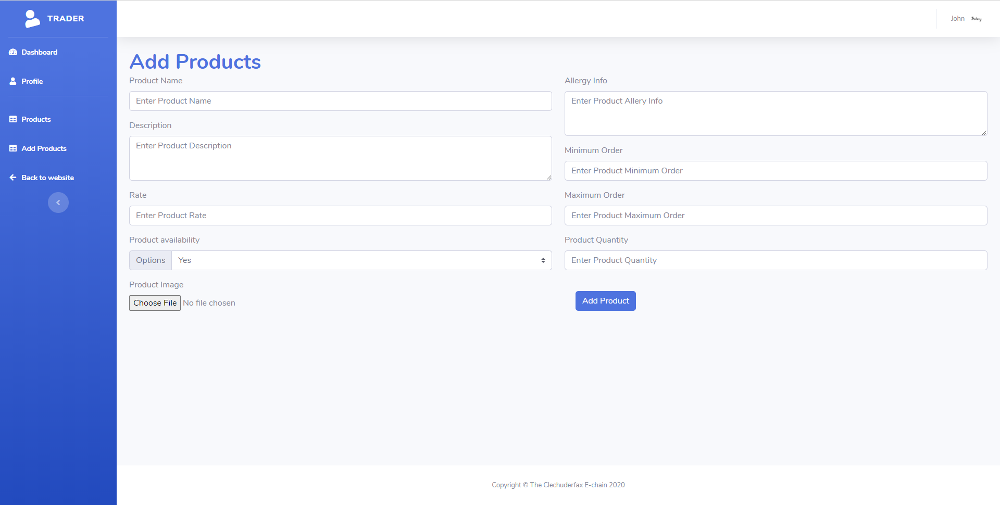 TRADER
Dashboard
Profile
Products
Add Products
Back to website
John
Add Products
Product Name
Enter Product Name
Description
Enter Product Description
Rate
Enter Product Rate
Product availability
Options Yes
Product Image
Choose File No file chosen
Allergy Info
Enter Product Allery Info
Minimum Order
Enter Product Minimum Order
Maximum Order
Enter Product Maximum Order
Product Quantity
Enter Product Quantity
Add Product
Copyright © The Clechuderfax E-chain 2020